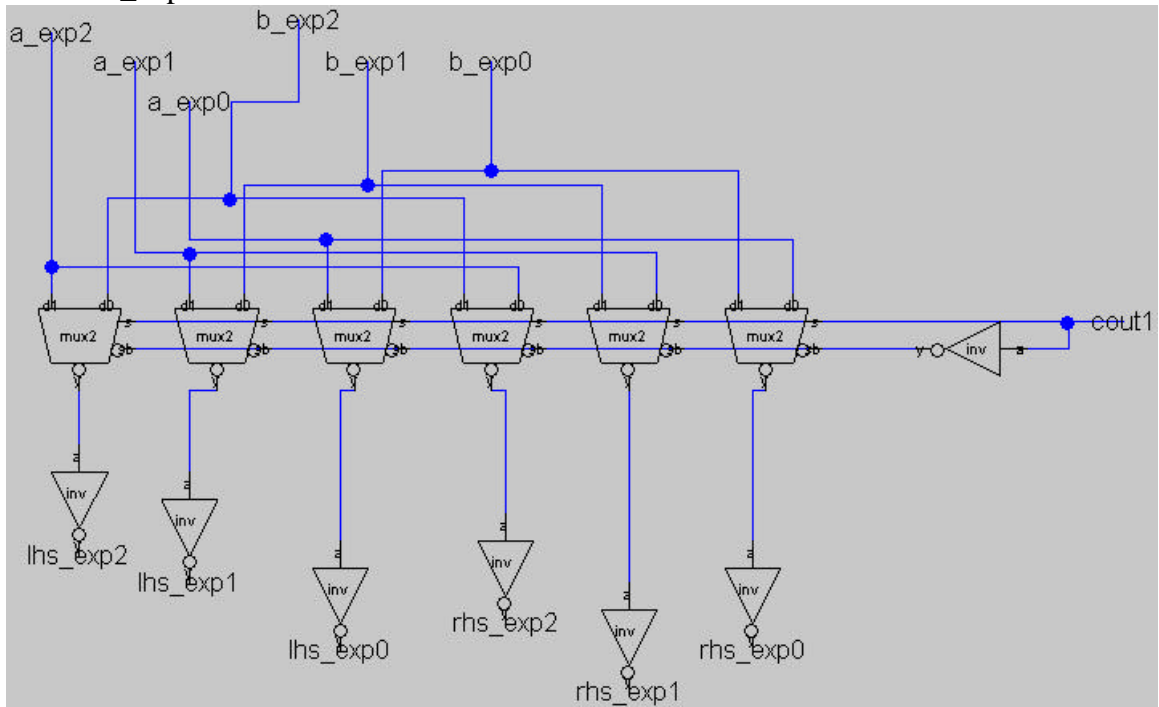 b_exp2
a_exp2
a_exp1
b_exp1
b_exp0
a_exp0
d1 d0 d1 d0 d1 d0 d1 d0 d1 d0 d1 d0
mux2 s mux2 s mux2 s mux2 s mux2 s mux2 s
cout1
sb sb sb sb sb sb y inv a
y y y y y y
a
inv
y
lhs_exp2
a
inv
y
lhs_exp1
a
inv
y
lhs_exp0
a
inv
y
rhs_exp2
a
inv
y
rhs_exp1
a
inv
y
rhs_exp0